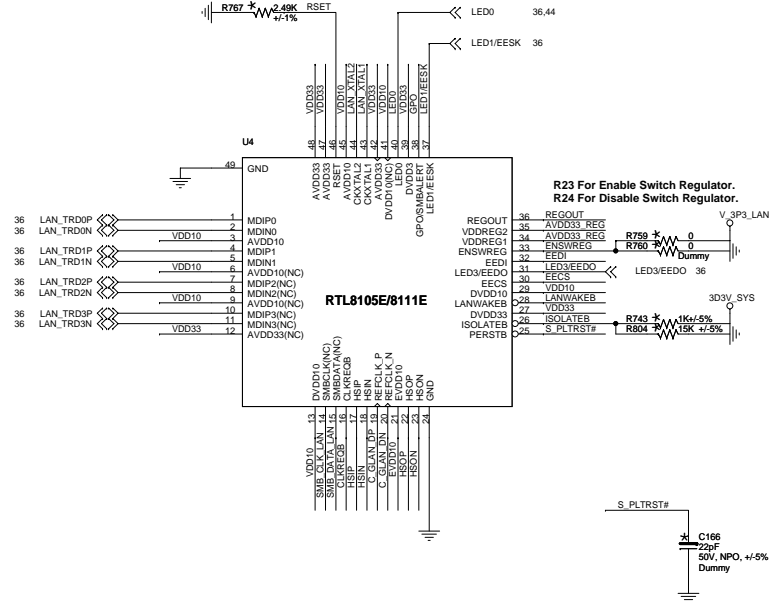 R767 * 2.49K RSET
+/-1%
LED0 36,44
LED1/EESK 36
VDD33
VDD33
VDD10
LAN_XTAL2
LAN_XTAL1
VDD33
VDD10
LED0
VDD33
GPO
LED1/EESK
U4
48 47 46 45 44 43 42 41 40 39 38 37
AVDD33
AVDD33
RSET
AVDD10
CKXTAL2
CKXTAL1
AVDD33
DVDD10(NC)
LED0
DVDD3
GPO/SMBALERT
LED1/EESK
49 GND
R23 For Enable Switch Regulator.
R24 For Disable Switch Regulator.
V_3P3_LAN
36 LAN_TRD0P 1 MDIP0
36 LAN_TRD0N 2 MDIN0
VDD10 3 AVDD10
36 LAN_TRD1P 4 MDIP1
36 LAN_TRD1N 5 MDIN1
VDD10 6 AVDD10(NC)
36 LAN_TRD2P 7 MDIP2(NC)
36 LAN_TRD2N 8 MDIN2(NC)
VDD10 9 AVDD10(NC)
36 LAN_TRD3P 10 MDIP3(NC)
36 LAN_TRD3N 11 MDIN3(NC)
VDD33 12 AVDD33(NC)
RTL8105E/8111E
REGOUT 36 REGOUT
VDDREG2 35 AVDD33_REG
VDDREG1 34 AVDD33_REG
ENSWREG 33 ENSWREG
EEDI 32 EEDI
LED3/EEDO 31 LED3/EEDO
EECS 30 EECS
DVDD10 29 VDD10
LANWAKEB 28 LANWAKEB
DVDD33 27 VDD33
ISOLATEB 26 ISOLATEB
PERSTB 25 S_PLTRST#
R759 * 0
R760 * 0
Dummy
LED3/EEDO 36
3D3V_SYS
R743 * 1K+/-5%
R804 * 15K +/-5%
DVDD10
SMBCLK(NC)
SMBDATA(NC)
CLKREQB
HSIP
HSIN
REFCLK_P
REFCLK_N
EVDD10
HSOP
HSON
GND
13 14 15 16 17 18 19 20 21 22 23 24
VDD10
SMB_CLK_LAN
SMB_DATA_LAN
CLKREQB
HSIP
HSIN
C_GLAN_DP
C_GLAN_DN
EVDD10
HSOP
HSON
S_PLTRST#
* C166
22pF
50V, NPO, +/-5%
Dummy